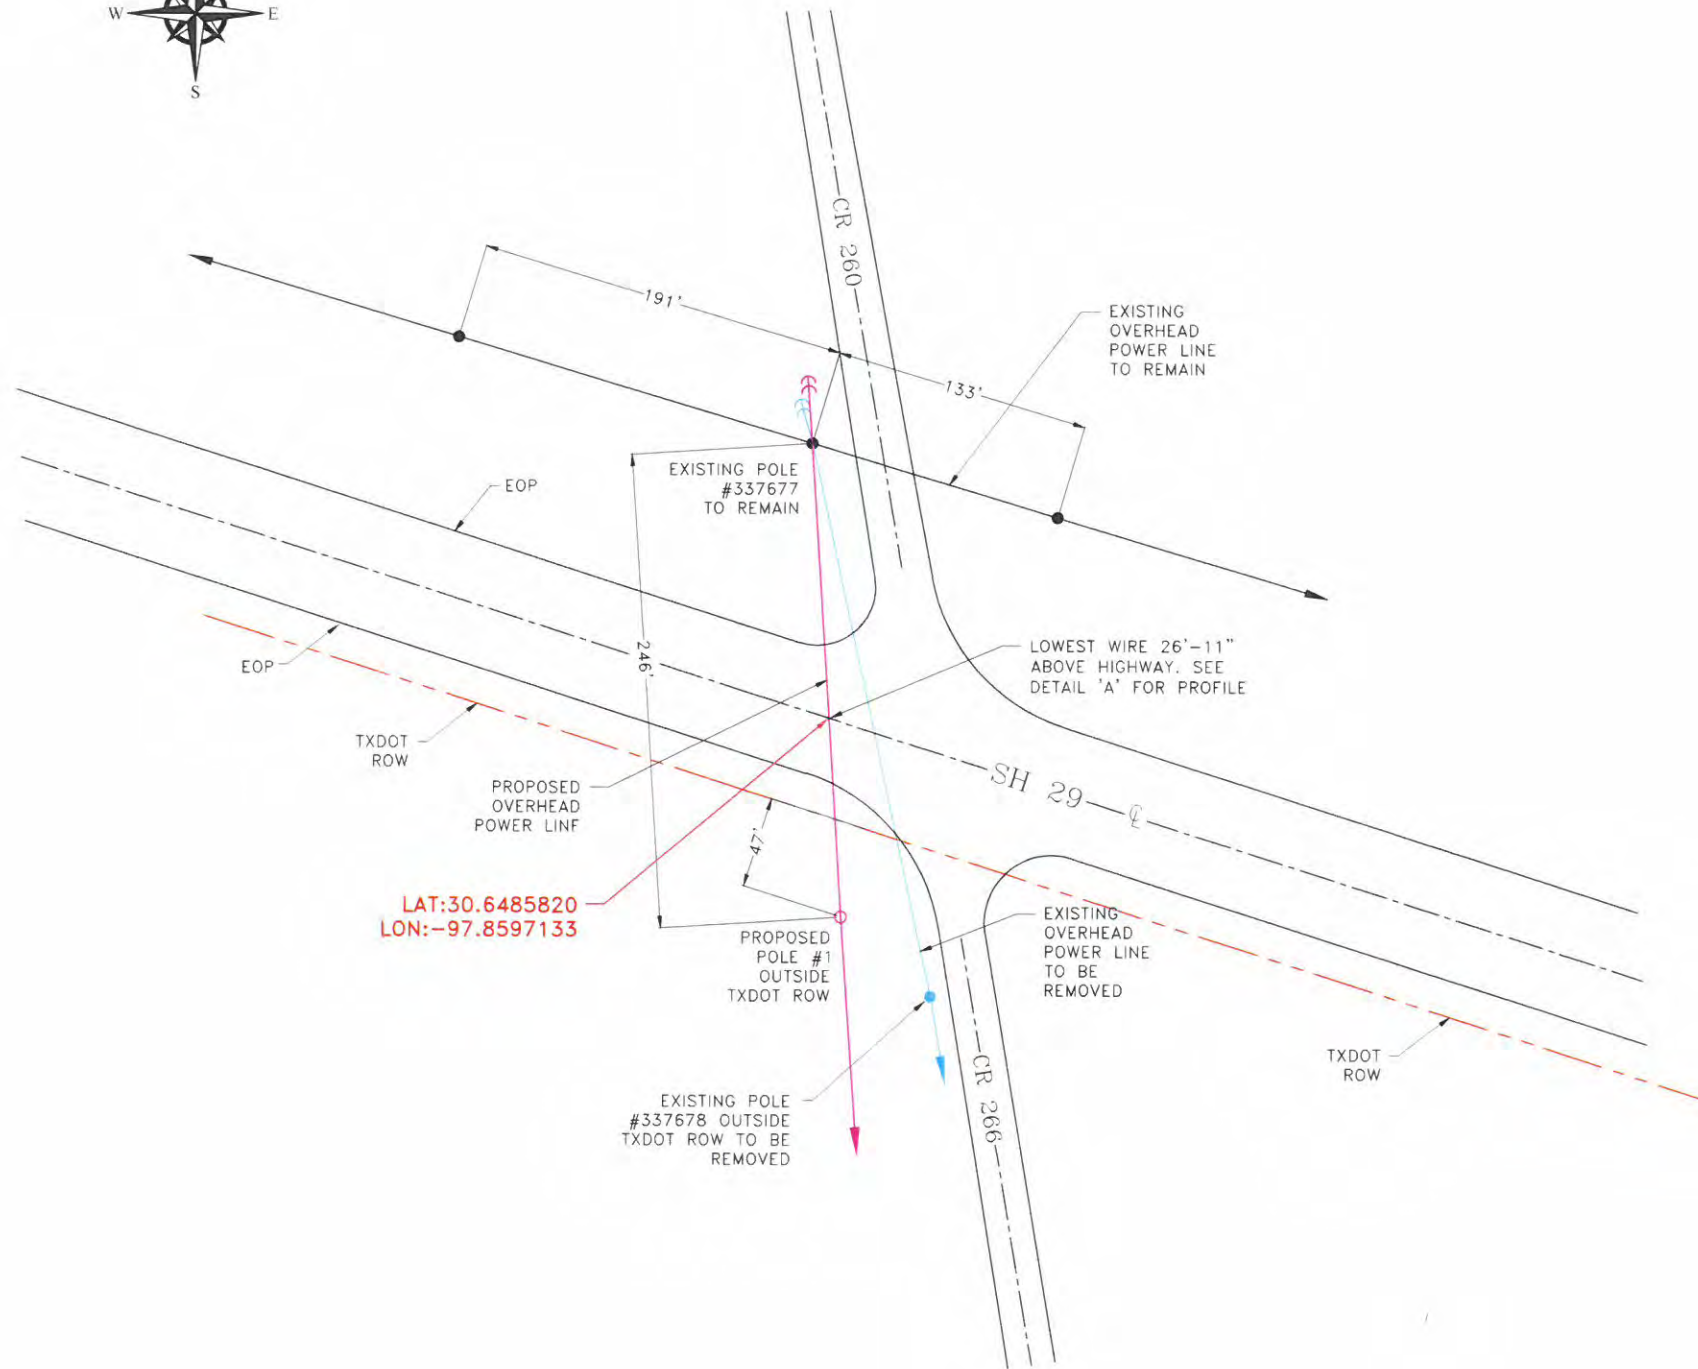 W
E
S
CR 260
191'
133'
EXISTING
OVERHEAD
POWER LINE
TO REMAIN
EXISTING POLE
#337677
TO REMAIN
EOP
246'
EOP
LOWEST WIRE 26'-11"
ABOVE HIGHWAY. SEE
DETAIL 'A' FOR PROFILE
TXDOT
ROW
PROPOSED
OVERHEAD
POWER LINE
SH 29
℄
47'
LAT:30.6485820
LON:-97.8597133
PROPOSED
POLE #1
OUTSIDE
TXDOT ROW
EXISTING
OVERHEAD
POWER LINE
TO BE
REMOVED
TXDOT
ROW
CR 266
EXISTING POLE
#337678 OUTSIDE
TXDOT ROW TO BE
REMOVED